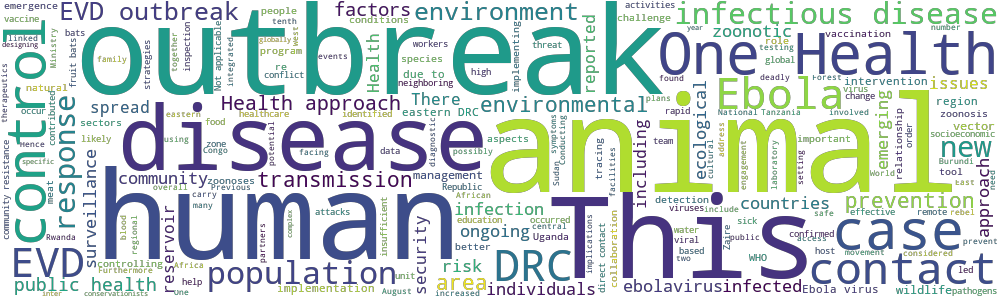 outbreak
animal
human
disease
This
One Health
control
case
contact
Ebola
DRC
EVD
EVD outbreak
infectious disease
population
response
new
environment
environmental
Health approach
transmission
prevention
factors
zoonotic
public health
community
individuals
infection
ongoing
security
area
risk
countries
approach
emerging
ecological
including
reported
Health
issues
spread
There
due to
surveillance
reservoir
management
ebolavirus
infected
eastern DRC
region
vector
wildlife
Ebola virus
Uganda
species
conditions
emergence
vaccine
linked
designing
therapeutics
Ministry
natural
contributed
occur
sectors
likely
Hence
specific
community resistance
Rwanda
controlling
Furthermore
conservationists
inter
blood
regional
Africa
zoonoses
Previous
carry
many
overall
help
One
partners
complex
implementation
attacks
August
unit
increased
insufficient
education
African
Republic
central
occurred
better
WHO
two
based
viral
water
Zaire
public
confirmed
access
safe
sick
include
viruses
detection
rapid
team
tracing
Conducting
symptoms
Sudan
setting
facilities
collaboration
direct contact
Implications
possibly
aspects
diagnostic
data
facing
potential
identified
healthcare
food
zone
Congo
eastern
using
family
strategies
together
fruit bats
bats
people
tenth
program
re
conflict
globally
West
inspection
Not applicable
integrated
events
workers
neighboring
high
threat
implementing
activities
challenge
role
global
testing
vaccination
year
number
found
deadly
Forest
virus
change
intervention
plans
National
Tanzania
involved
zoonosis
address
engagement
laboratory
important
cultural
World
order
relationship
socioeconomic
Burundi
tool
East
need
effective
remote
rebel
prevent
host
movement
considered
led
pathogens